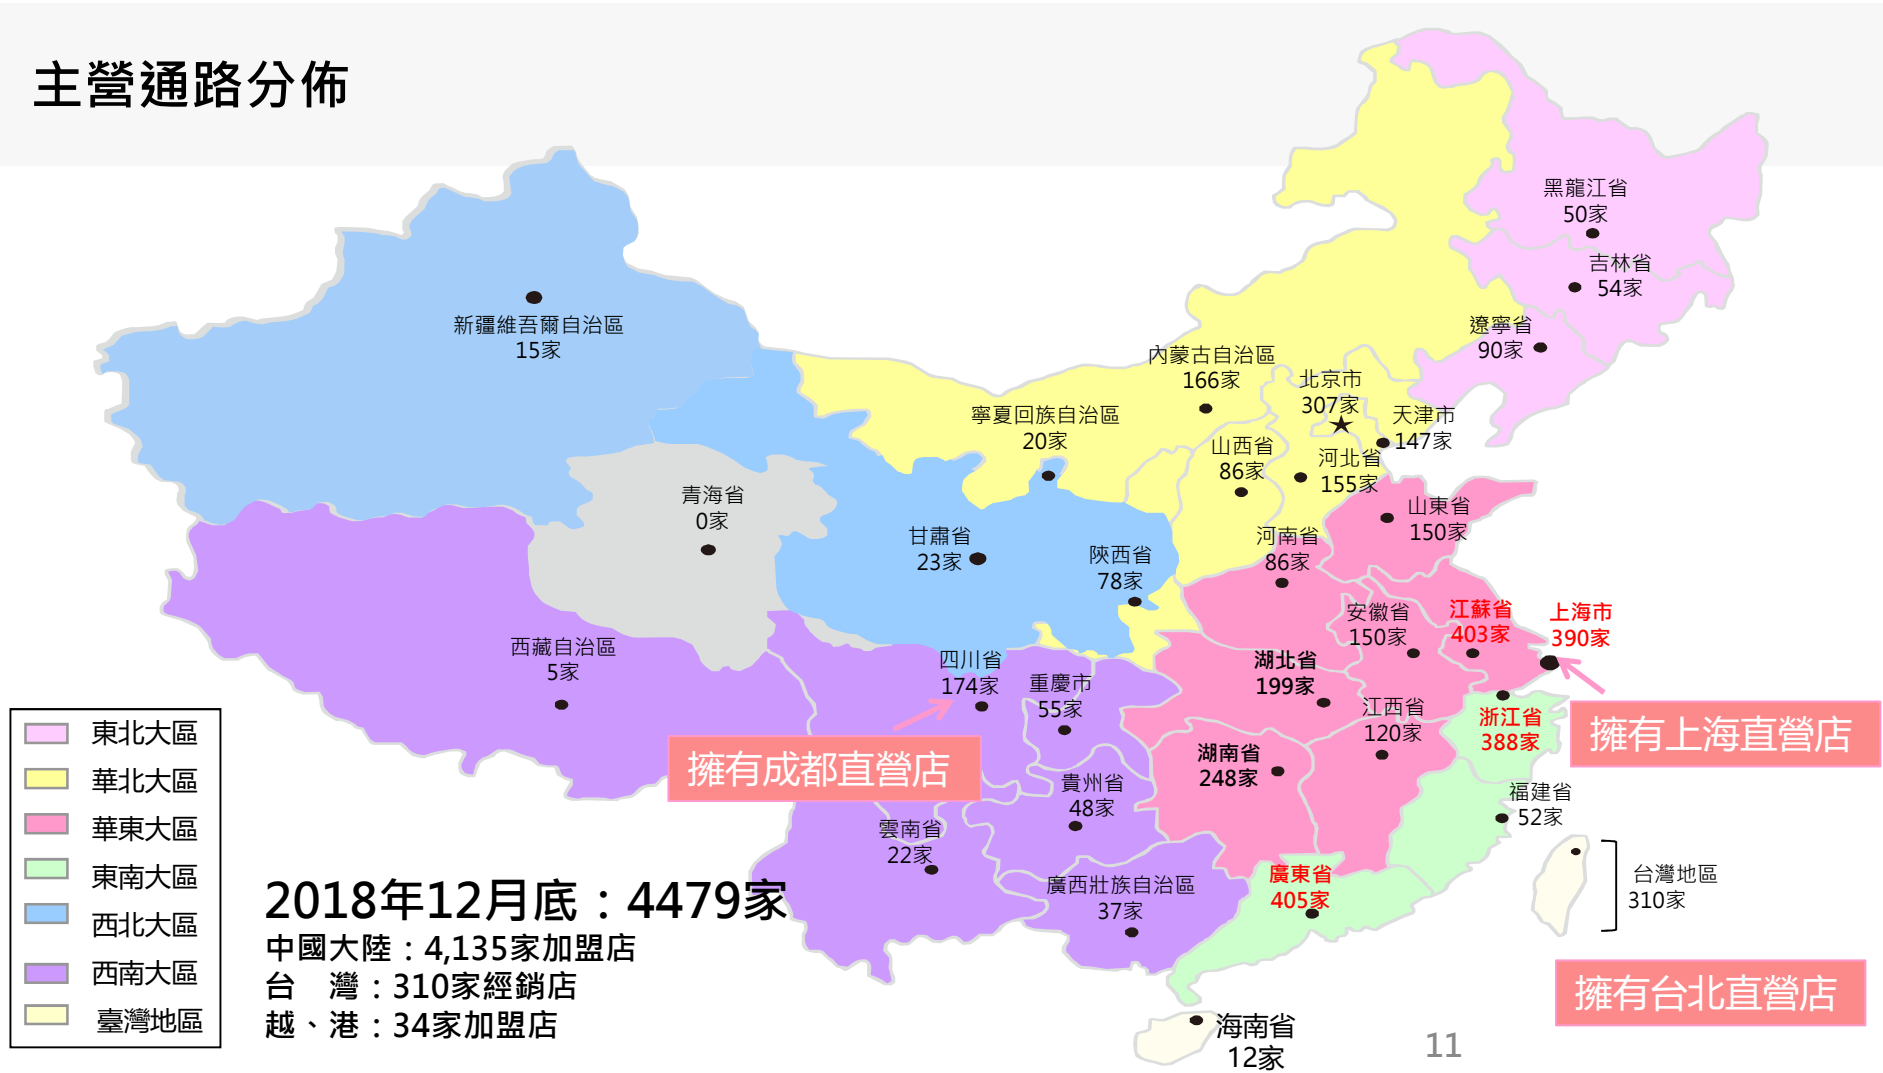 主營通路分佈
黑龍江省
50家
吉林省
54家
遼寧省
90家
新疆維吾爾自治區
15家
內蒙古自治區
166家
北京市
307家
天津市
147家
寧夏回族自治區
20家
山西省
86家
河北省
155家
青海省
0家
山東省
150家
甘肅省
23家
陝西省
78家
河南省
86家
安徽省
150家
江蘇省
403家
上海市
390家
西藏自治區
5家
四川省
174家
重慶市
55家
湖北省
199家
江西省
120家
浙江省
388家
擁有上海直營店
擁有成都直營店
湖南省
248家
貴州省
48家
福建省
52家
雲南省
22家
廣西壯族自治區
37家
廣東省
405家
台灣地區
310家
擁有台北直營店
海南省
12家
東北大區
華北大區
華東大區
東南大區
西北大區
西南大區
臺灣地區
2018年12月底：4479家
中國大陸：4,135家加盟店
台　灣：310家經銷店
越、港：34家加盟店
11